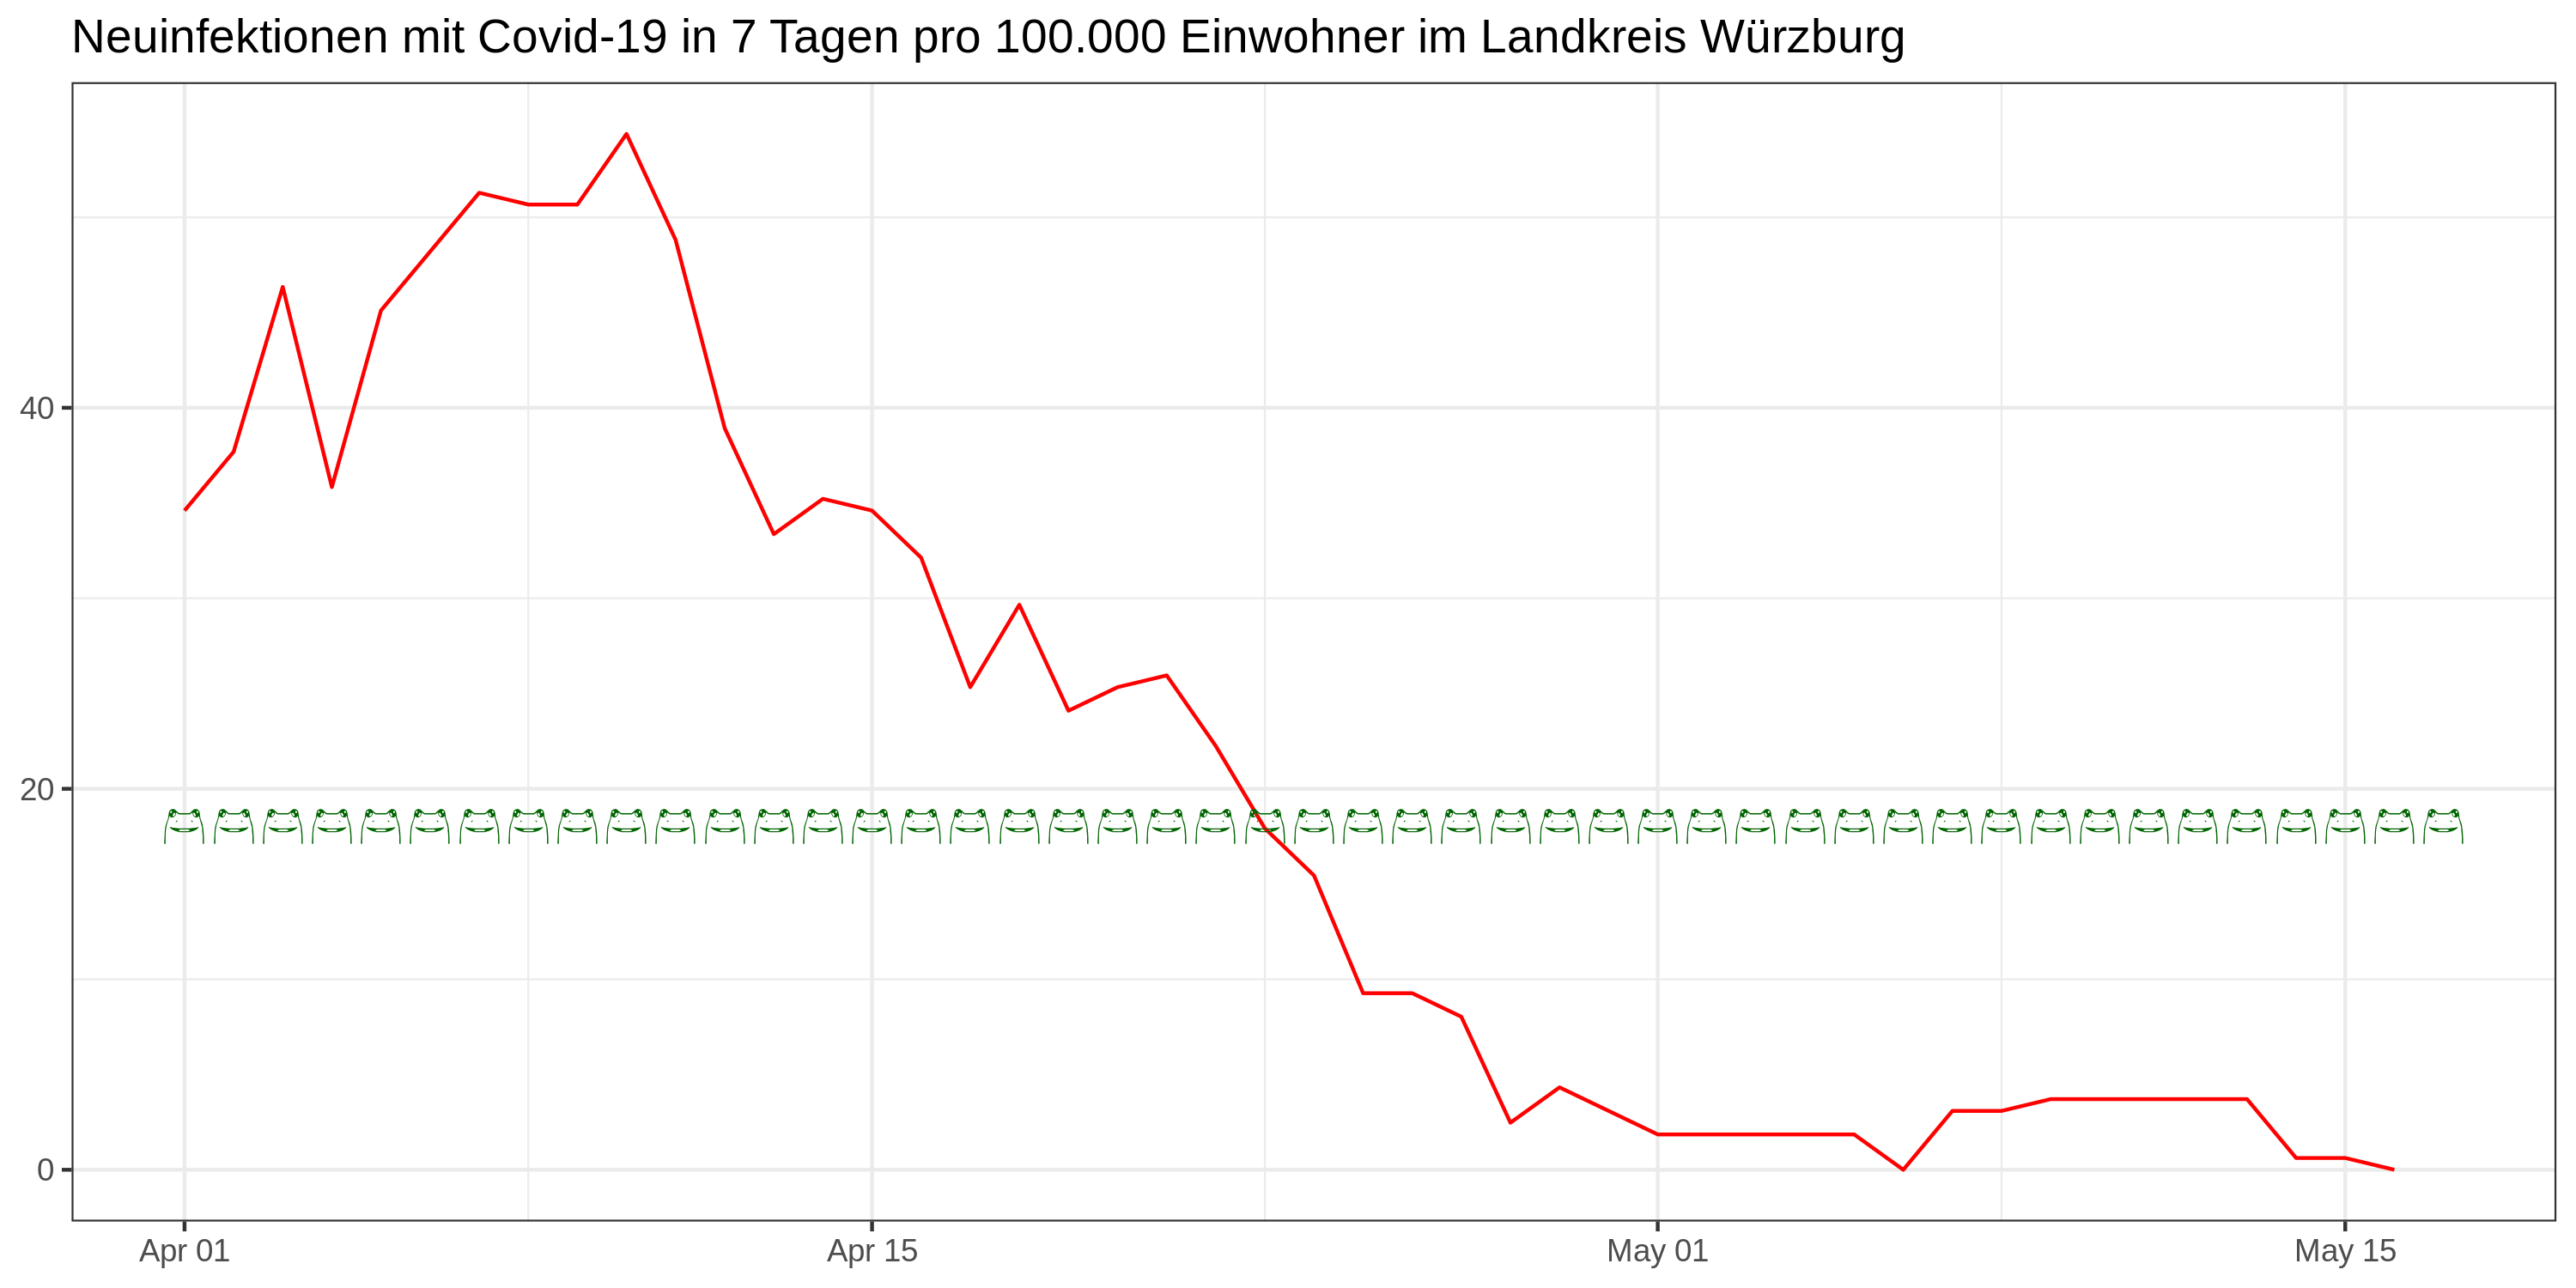 Neuinfektionen mit Covid-19 in 7 Tagen pro 100.000 Einwohner im Landkreis Würzburg
40
20
0
Apr 01
Apr 15
May 01
May 15